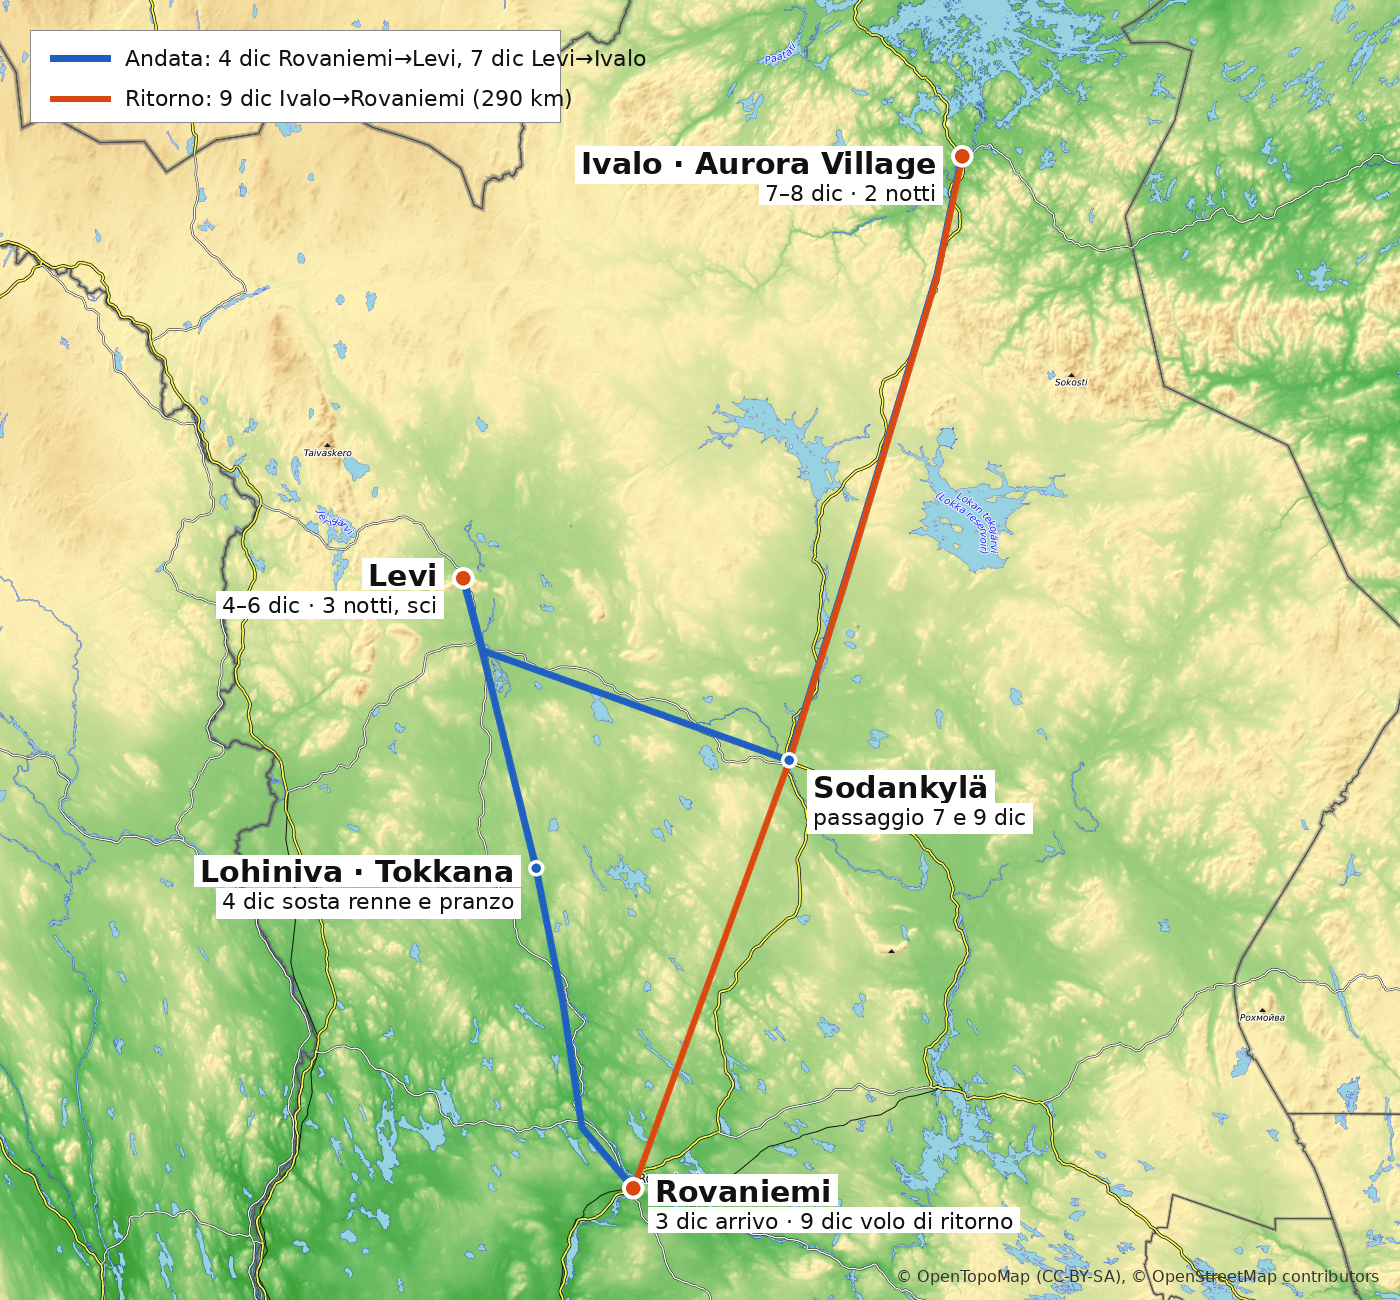 Andata: 4 dic Rovaniemi→Levi, 7 dic Levi→Ivalo
Ritorno: 9 dic Ivalo→Rovaniemi (290 km)
Ivalo · Aurora Village
7–8 dic · 2 notti
Sokosti
Taivaskero
Lokan tekojärvi
(Lokka reservoir)
Levi
4–6 dic · 3 notti, sci
Sodankylä
passaggio 7 e 9 dic
Lohiniva · Tokkana
4 dic sosta renne e pranzo
Рохмойва
Rovaniemi
3 dic arrivo · 9 dic volo di ritorno
© OpenTopoMap (CC-BY-SA), © OpenStreetMap contributors